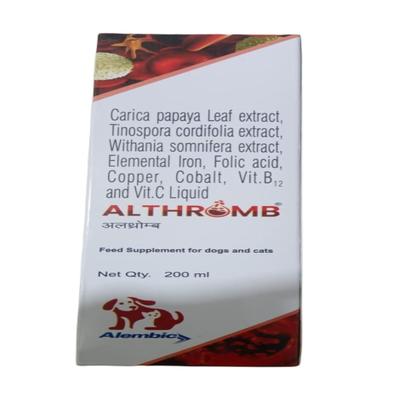 Carica papaya Leaf extract,
Tinospora cordifolia extract,
Withania somnifera extract,
Elemental Iron, Folic acid,
Copper, Cobalt, Vit.B₁₂
and Vit.C Liquid
ALTHROMB®
अलथ्रोम्ब
Feed Supplement for dogs and cats
Net Qty. 200 ml
Alembic